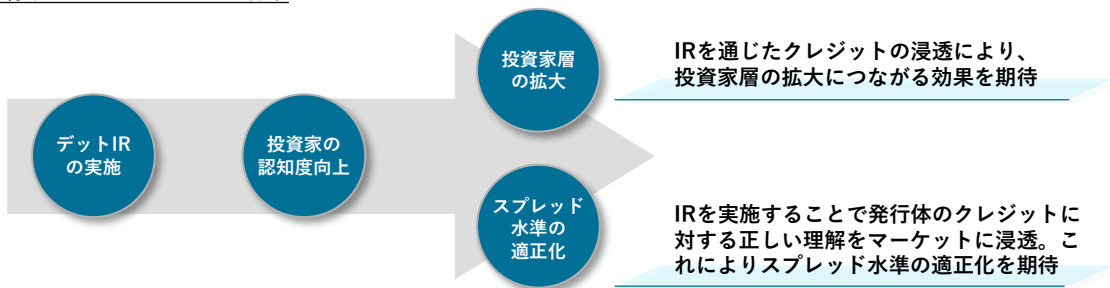 デットIR
の実施
投資家の
認知度向上
投資家層
の拡大
IRを通じたクレジットの浸透により、
投資家層の拡大につながる効果を期待
スプレッド
水準の
適正化
IRを実施することで発行体のクレジットに
対する正しい理解をマーケットに浸透。こ
れによりスプレッド水準の適正化を期待